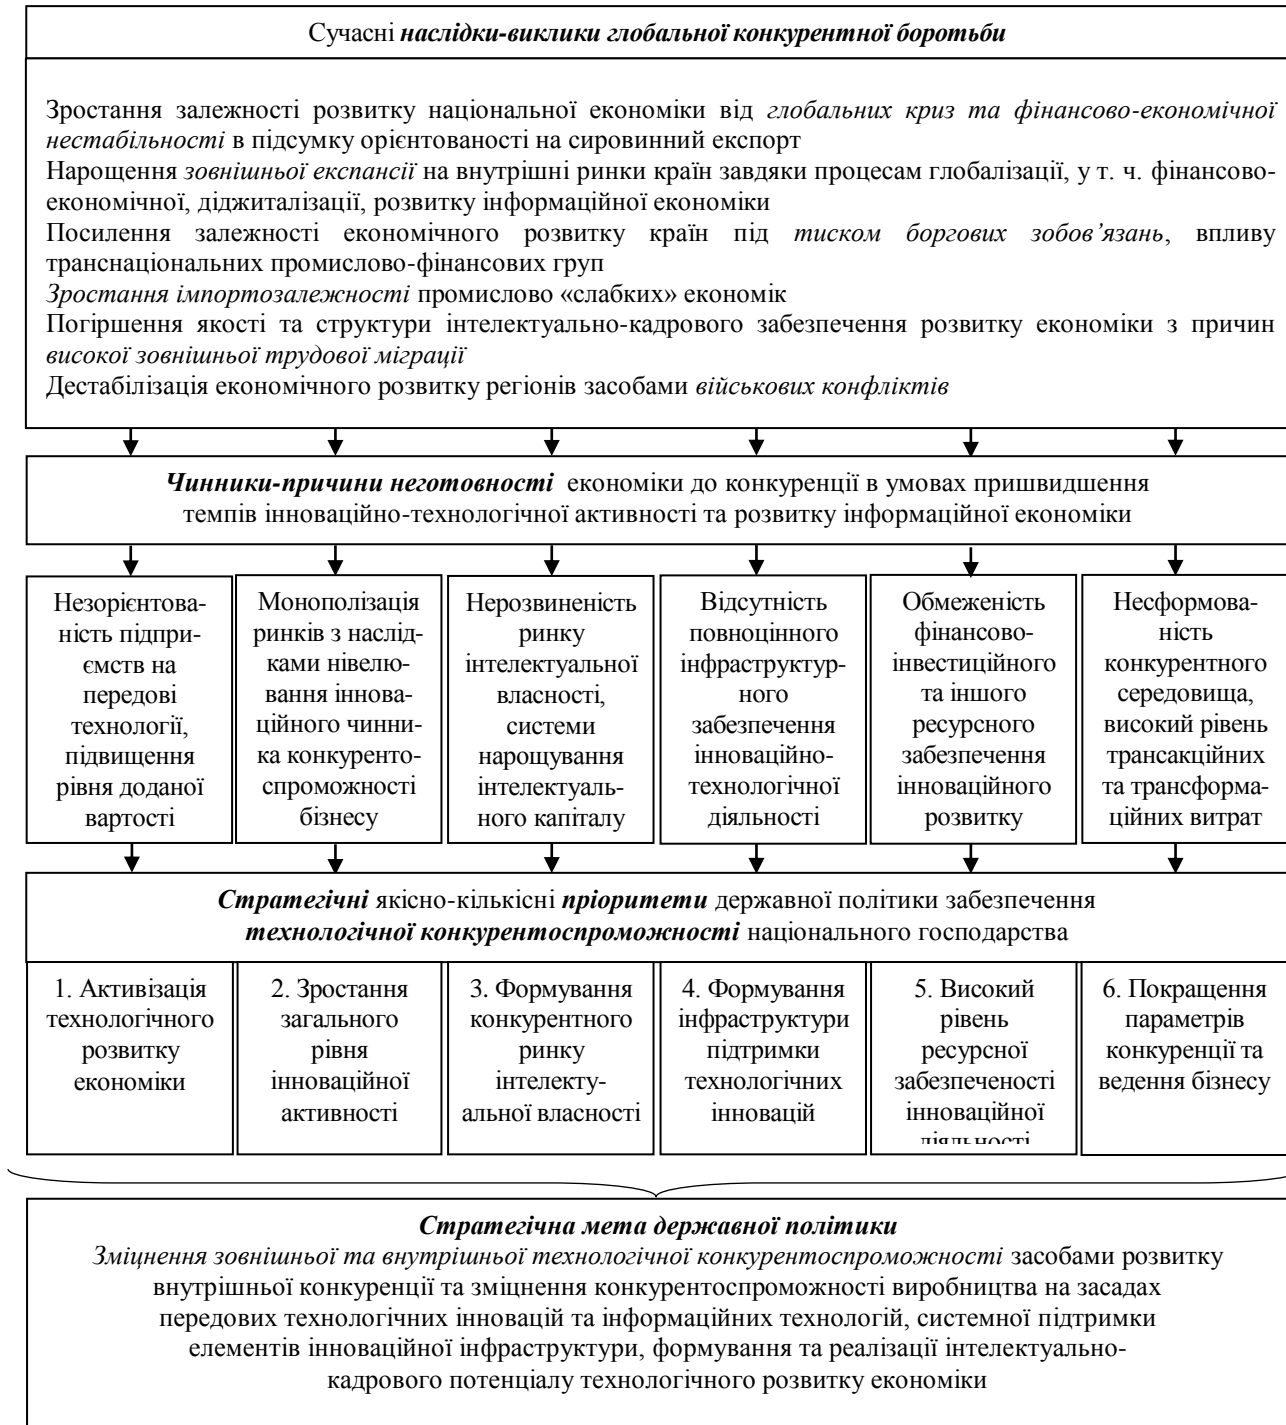 Сучасні наслідки-виклики глобальної конкурентної боротьби
Зростання залежності розвитку національної економіки від глобальних криз та фінансово-економічної
нестабільності в підсумку орієнтованості на сировинний експорт
Нарощення зовнішньої експансії на внутрішні ринки країн завдяки процесам глобалізації, у т. ч. фінансово-
економічної, діджиталізації, розвитку інформаційної економіки
Посилення залежності економічного розвитку країн під тиском боргових зобов’язань, впливу
транснаціональних промислово-фінансових груп
Зростання імпортозалежності промислово «слабких» економік
Погіршення якості та структури інтелектуально-кадрового забезпечення розвитку економіки з причин
високої зовнішньої трудової міграції
Дестабілізація економічного розвитку регіонів засобами військових конфліктів
Чинники-причини неготовності економіки до конкуренції в умовах пришвидшення
темпів інноваційно-технологічної активності та розвитку інформаційної економіки
Незорієнтова-
ність підпри-
ємств на
передові
технології,
підвищення
рівня доданої
вартості
Монополізація
ринків з наслід-
ками нівелю-
вання іннова-
ційного чинни-
ка конкуренто-
спроможності
бізнесу
Нерозвиненість
ринку
інтелектуальної
власності,
системи
нарощування
інтелектуаль-
ного капіталу
Відсутність
повноцінного
інфраструктур-
ного
забезпечення
інноваційно-
технологічної
діяльності
Обмеженість
фінансово-
інвестиційного
та іншого
ресурсного
забезпечення
інноваційного
розвитку
Несформова-
ність
конкурентного
середовища,
високий рівень
трансакційних
та трансформа-
ційних витрат
Стратегічні якісно-кількісні пріоритети державної політики забезпечення
технологічної конкурентоспроможності національного господарства
1. Активізація
технологічного
розвитку
економіки
2. Зростання
загального
рівня
інноваційної
активності
3. Формування
конкурентного
ринку
інтелекту-
альної власності
4. Формування
інфраструктури
підтримки
технологічних
інновацій
5. Високий
рівень
ресурсної
забезпеченості
інноваційної
діяльності
6. Покращення
параметрів
конкуренції та
ведення бізнесу
Стратегічна мета державної політики
Зміцнення зовнішньої та внутрішньої технологічної конкурентоспроможності засобами розвитку
внутрішньої конкуренції та зміцнення конкурентоспроможності виробництва на засадах
передових технологічних інновацій та інформаційних технологій, системної підтримки
елементів інноваційної інфраструктури, формування та реалізації інтелектуально-
кадрового потенціалу технологічного розвитку економіки